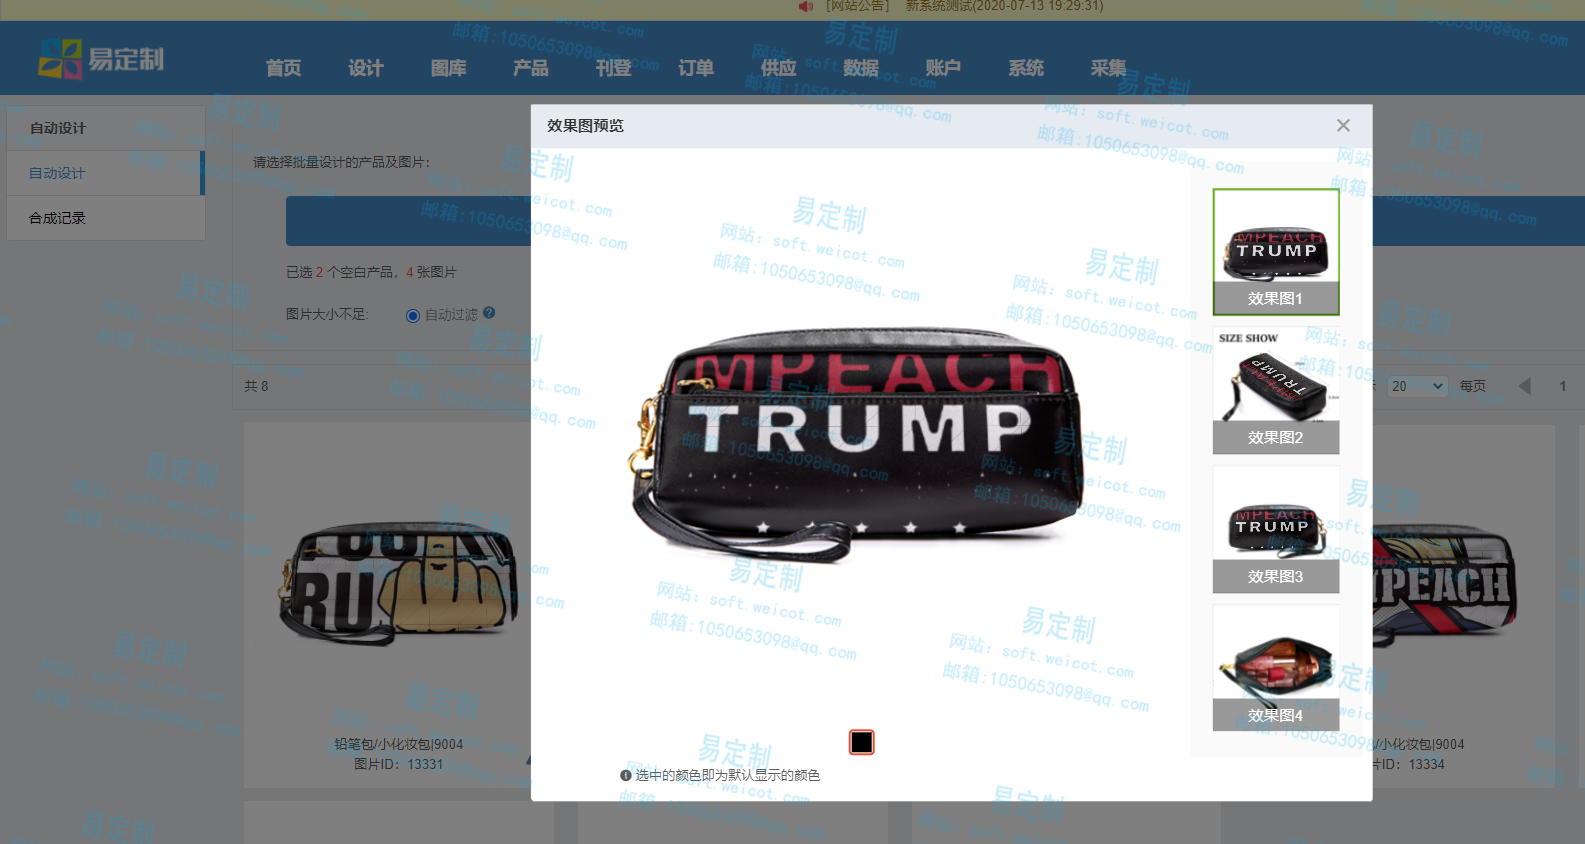 [网站公告] 新系统测试(2020-07-13 19:29:31)
易定制
首页 设计 图库 产品 刊登 订单 供应 数据 账户 系统 采集
自动设计
自动设计
合成记录
请选择批量设计的产品及图片：
已选 2 个空白产品，4 张图片
图片大小不足: 自动过滤
共 8
20 每页 1
效果图预览
MPEACH
TRUMP
MPEACH
TRUMP
效果图1
SIZE SHOW
TRUMP
效果图2
MPEACH
TRUMP
效果图3
效果图4
选中的颜色即为默认显示的颜色
RU
铅笔包/小化妆包|9004
图片ID：13331
PEACH
/小化妆包|9004
ID：13334
易定制
网站: soft.weicot.com
邮箱:1050653098@qq.com